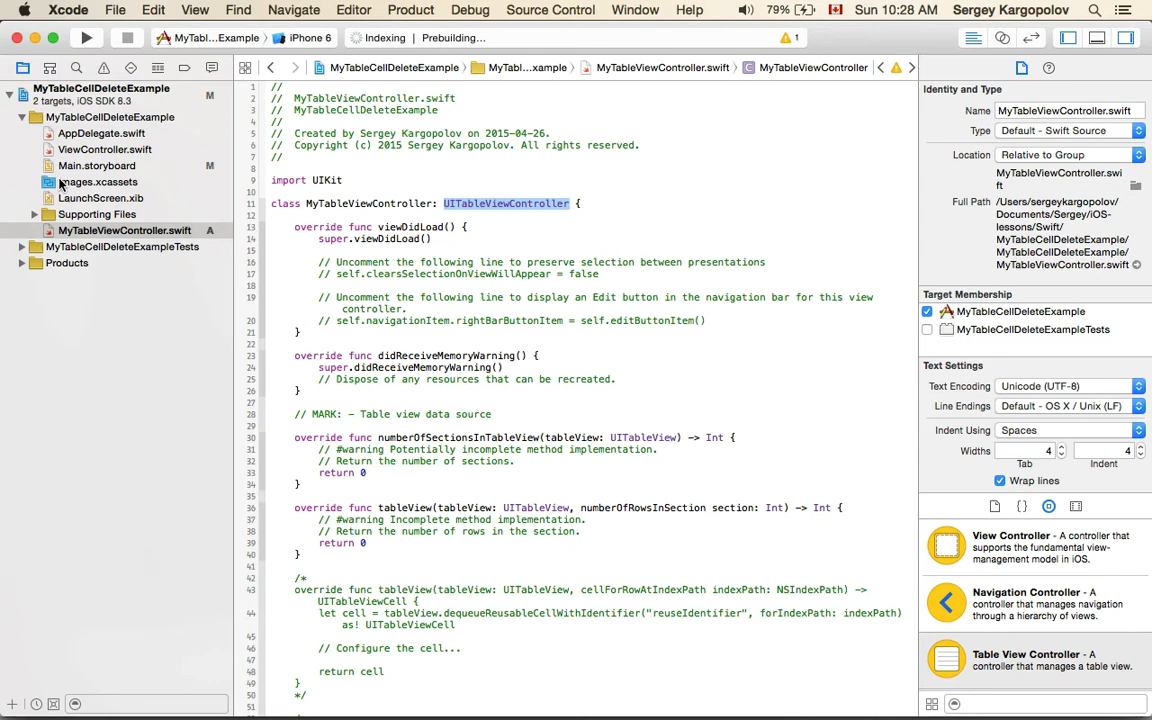 Xcode File Edit View Find Navigate Editor Product Debug Source Control Window Help 79% Sun 10:28 AM Sergey Kargopolov
MyTabl...Example iPhone 6 Indexing | Prebuilding... 1
MyTableCellDeleteExample MyTabl...xample MyTableViewController.swift MyTableViewController
MyTableCellDeleteExample M
2 targets, iOS SDK 8.3
MyTableCellDeleteExample
AppDelegate.swift
ViewController.swift
Main.storyboard M
Images.xcassets
LaunchScreen.xib
Supporting Files
MyTableViewController.swift A
MyTableCellDeleteExampleTests
Products
1 //
2 // MyTableViewController.swift
3 // MyTableCellDeleteExample
4 //
5 // Created by Sergey Kargopolov on 2015-04-26.
6 // Copyright (c) 2015 Sergey Kargopolov. All rights reserved.
7 //
8
9 import UIKit
10
11 class MyTableViewController: UITableViewController {
12
13 override func viewDidLoad() {
14 super.viewDidLoad()
15
16 // Uncomment the following line to preserve selection between presentations
17 // self.clearsSelectionOnViewWillAppear = false
18
19 // Uncomment the following line to display an Edit button in the navigation bar for this view
controller.
20 // self.navigationItem.rightBarButtonItem = self.editButtonItem()
21 }
22
23 override func didReceiveMemoryWarning() {
24 super.didReceiveMemoryWarning()
25 // Dispose of any resources that can be recreated.
26 }
27
28 // MARK: - Table view data source
29
30 override func numberOfSectionsInTableView(tableView: UITableView) -> Int {
31 // #warning Potentially incomplete method implementation.
32 // Return the number of sections.
33 return 0
34 }
35
36 override func tableView(tableView: UITableView, numberOfRowsInSection section: Int) -> Int {
37 // #warning Incomplete method implementation.
38 // Return the number of rows in the section.
39 return 0
40 }
41
42 /*
43 override func tableView(tableView: UITableView, cellForRowAtIndexPath indexPath: NSIndexPath) ->
UITableViewCell {
44 let cell = tableView.dequeueReusableCellWithIdentifier("reuseIdentifier", forIndexPath: indexPath)
as! UITableViewCell
45
46 // Configure the cell...
47
48 return cell
49 }
50 */
51
Identity and Type
Name MyTableViewController.swift
Type Default - Swift Source
Location Relative to Group
MyTableViewController.swi
ft
Full Path /Users/sergeykargopolov/
Documents/Sergey/iOS-
lessons/Swift/
MyTableCellDeleteExample/
MyTableCellDeleteExample/
MyTableViewController.swift
Target Membership
MyTableCellDeleteExample
MyTableCellDeleteExampleTests
Text Settings
Text Encoding Unicode (UTF-8)
Line Endings Default - OS X / Unix (LF)
Indent Using Spaces
Widths 4 4
Tab Indent
Wrap lines
{ }
View Controller - A controller that
supports the fundamental view-
management model in iOS.
Navigation Controller - A
controller that manages navigation
through a hierarchy of views.
Table View Controller - A
controller that manages a table view.